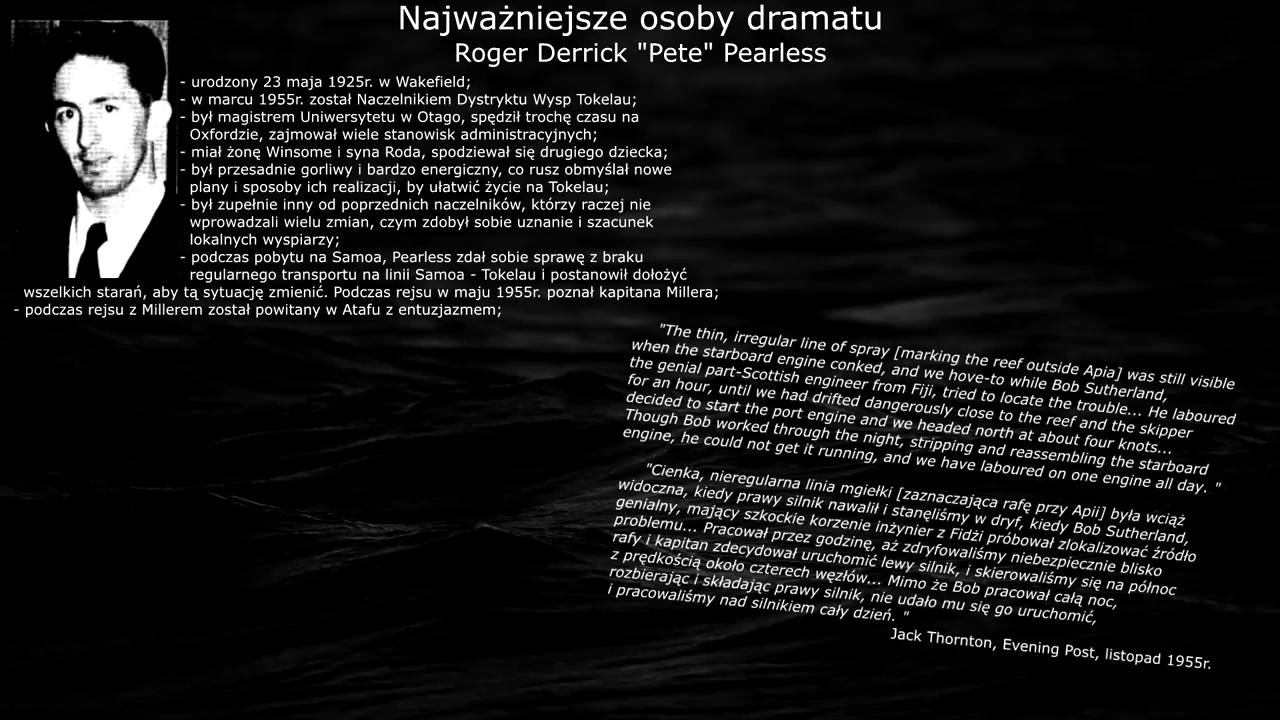 Najważniejsze osoby dramatu
Roger Derrick "Pete" Pearless
- urodzony 23 maja 1925r. w Wakefield;
- w marcu 1955r. został Naczelnikiem Dystryktu Wysp Tokelau;
- był magistrem Uniwersytetu w Otago, spędził trochę czasu na
Oxfordzie, zajmował wiele stanowisk administracyjnych;
- miał żonę Winsome i syna Roda, spodziewał się drugiego dziecka;
- był przesadnie gorliwy i bardzo energiczny, co rusz obmyślał nowe
plany i sposoby ich realizacji, by ułatwić życie na Tokelau;
- był zupełnie inny od poprzednich naczelników, którzy raczej nie
wprowadzali wielu zmian, czym zdobył sobie uznanie i szacunek
lokalnych wyspiarzy;
- podczas pobytu na Samoa, Pearless zdał sobie sprawę z braku
regularnego transportu na linii Samoa - Tokelau i postanowił dołożyć
wszelkich starań, aby tą sytuację zmienić. Podczas rejsu w maju 1955r. poznał kapitana Millera;
- podczas rejsu z Millerem został powitany w Atafu z entuzjazmem;
"The thin, irregular line of spray [marking the reef outside Apia] was still visible
when the starboard engine conked, and we hove-to while Bob Sutherland,
the genial part-Scottish engineer from Fiji, tried to locate the trouble... He laboured
for an hour, until we had drifted dangerously close to the reef and the skipper
decided to start the port engine and we headed north at about four knots...
Though Bob worked through the night, stripping and reassembling the starboard
engine, he could not get it running, and we have laboured on one engine all day. "
"Cienka, nieregularna linia mgiełki [zaznaczająca rafę przy Apii] była wciąż
widoczna, kiedy prawy silnik nawalił i stanęliśmy w dryf, kiedy Bob Sutherland,
genialny, mający szkockie korzenie inżynier z Fidżi próbował zlokalizować źródło
problemu... Pracował przez godzinę, aż zdryfowaliśmy niebezpiecznie blisko
rafy i kapitan zdecydował uruchomić lewy silnik, i skierowaliśmy się na północ
z prędkością około czterech węzłów... Mimo że Bob pracował całą noc,
rozbierając i składając prawy silnik, nie udało mu się go uruchomić,
i pracowaliśmy nad silnikiem cały dzień. "
Jack Thornton, Evening Post, listopad 1955r.